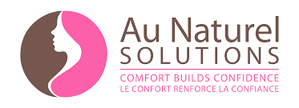 Au Naturel
SOLUTIONS
COMFORT BUILDS CONFIDENCE
LE CONFORT RENFORCE LA CONFIANCE